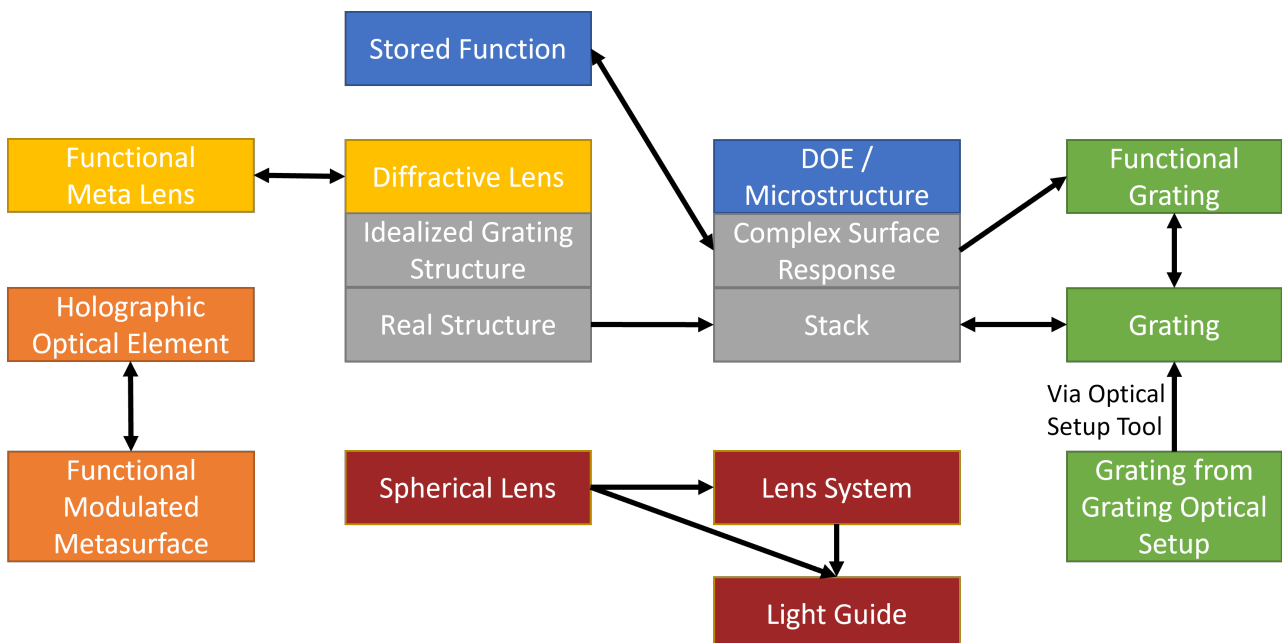 Stored Function
Functional
Meta Lens
Diffractive Lens
DOE /
Microstructure
Functional
Grating
Idealized Grating
Structure
Complex Surface
Response
Holographic
Optical Element
Real Structure
Stack
Grating
Via Optical
Setup Tool
Functional
Modulated
Metasurface
Spherical Lens
Lens System
Grating from
Grating Optical
Setup
Light Guide